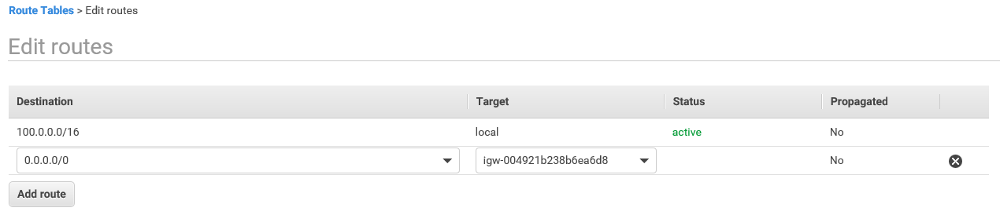 Route Tables > Edit routes
Edit routes
Destination Target Status Propagated
100.0.0.0/16 local active No
0.0.0.0/0 igw-004921b238b6ea6d8 No
Add route